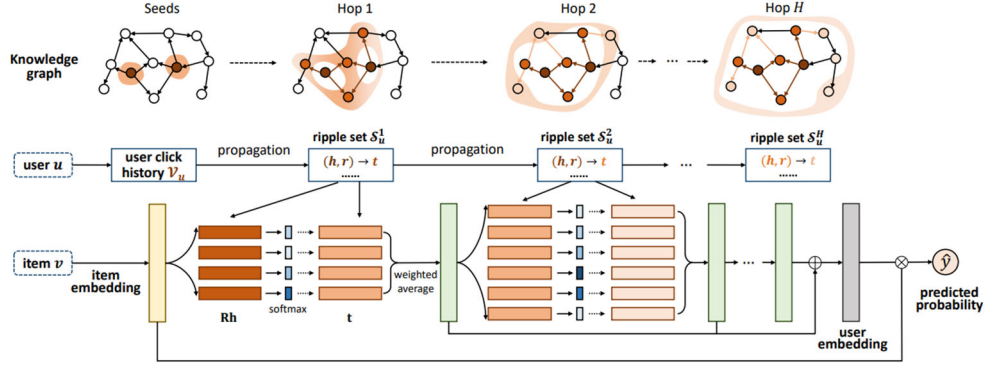 Seeds
Hop 1
Hop 2
Hop H
Knowledge
graph
... ...
user u
user click
history 𝒱ᵤ
propagation
ripple set 𝒮ᵤ¹
(h, r) → t
......
propagation
ripple set 𝒮ᵤ²
(h, r) → t
......
...
ripple set 𝒮ᵤᴴ
(h, r) → t
......
item v
item
embedding
Rh
softmax
t
weighted
average
...
user
embedding
ŷ
predicted
probability